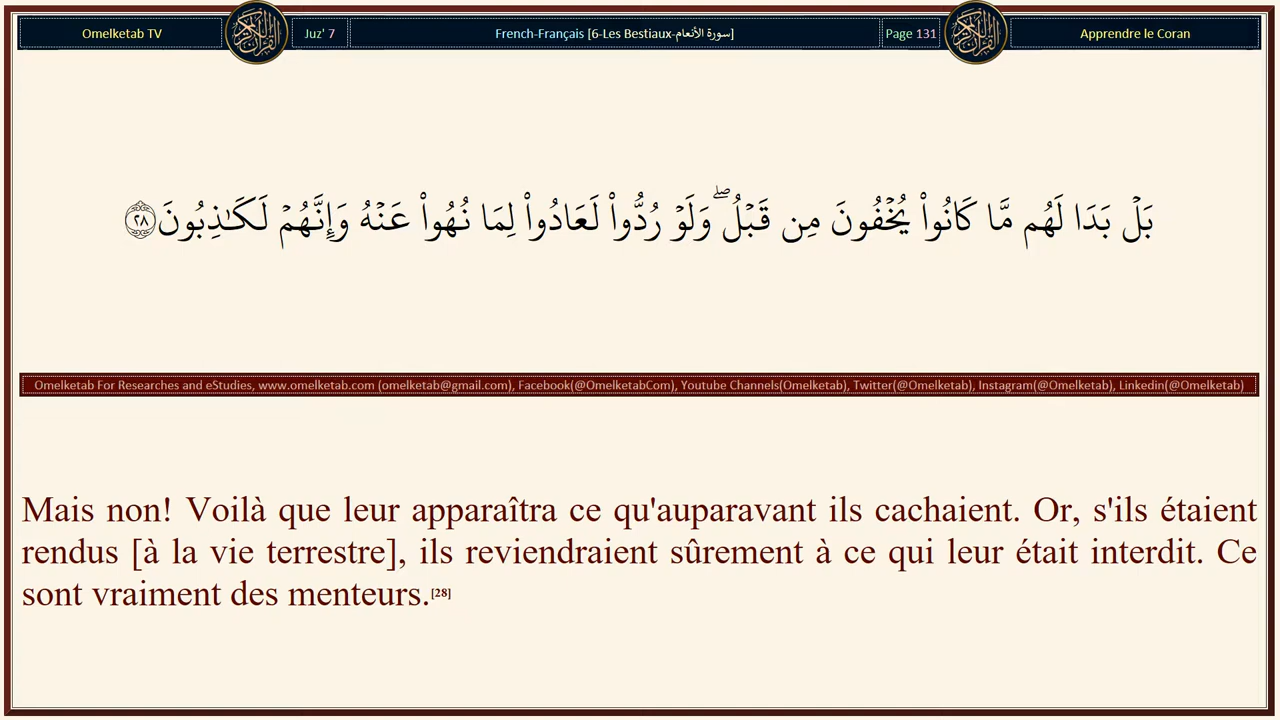 Omelketab TV
Juz' 7
French-Français [6-Les Bestiaux-سورة الأنعام]
Page 131
Apprendre le Coran
بَلۡ بَدَا لَهُم مَّا كَانُواْ يُخۡفُونَ مِن قَبۡلُۖ وَلَوۡ رُدُّواْ لَعَادُواْ لِمَا نُهُواْ عَنۡهُ وَإِنَّهُمۡ لَكَٰذِبُونَ ٢٨
Omelketab For Researches and eStudies, www.omelketab.com (omelketab@gmail.com), Facebook(@OmelketabCom), Youtube Channels(Omelketab), Twitter(@Omelketab), Instagram(@Omelketab), Linkedin(@Omelketab)
Mais non! Voilà que leur apparaîtra ce qu'auparavant ils cachaient. Or, s'ils étaient
rendus [à la vie terrestre], ils reviendraient sûrement à ce qui leur était interdit. Ce
sont vraiment des menteurs.[28]